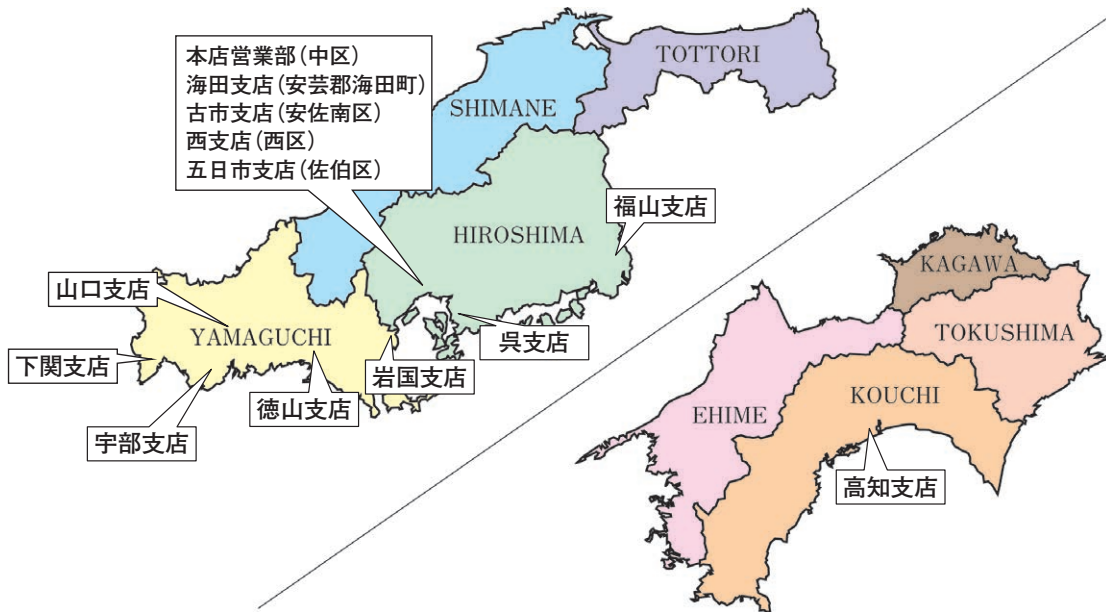 本店営業部(中区)
海田支店(安芸郡海田町)
古市支店(安佐南区)
西支店(西区)
五日市支店(佐伯区)
TOTTORI
SHIMANE
HIROSHIMA
福山支店
山口支店
YAMAGUCHI
呉支店
下関支店
岩国支店
徳山支店
宇部支店
KAGAWA
TOKUSHIMA
EHIME
KOUCHI
高知支店